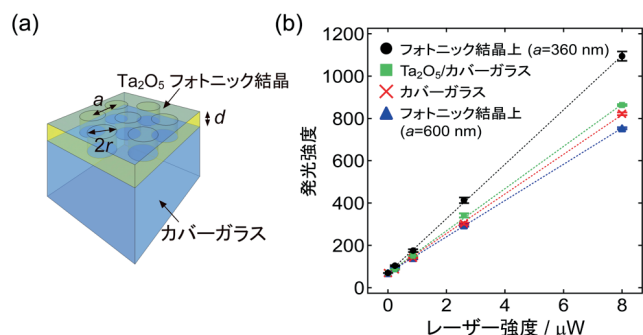 (a)
Ta₂O₅ フォトニック結晶
a
d
2r
カバーガラス
(b)
1200
1000
800
600
400
200
0
発光強度
フォトニック結晶上 (a=360 nm)
Ta₂O₅/カバーガラス
カバーガラス
フォトニック結晶上
(a=600 nm)
0 2 4 6 8
レーザー強度 / μW